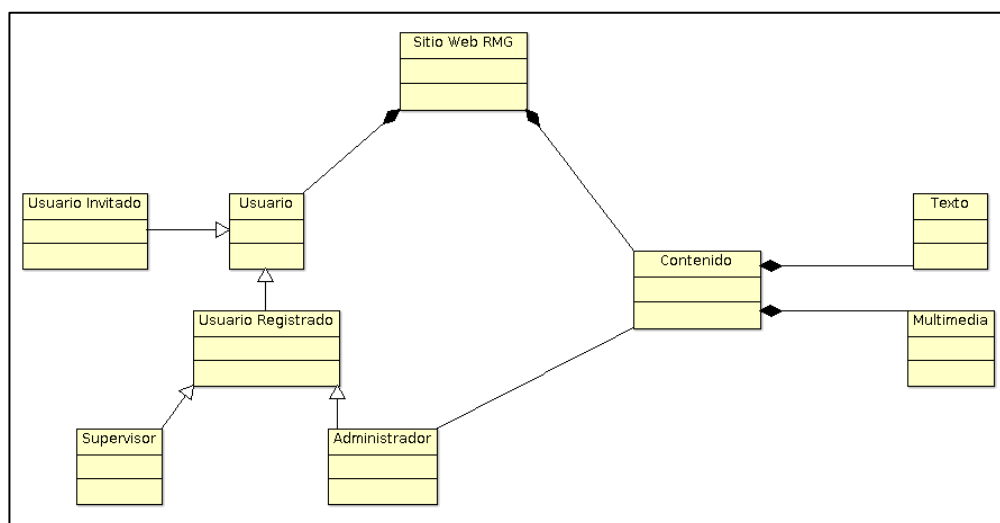 Sitio Web RMG
Usuario Invitado
Usuario
Texto
Contenido
Usuario Registrado
Multimedia
Supervisor
Administrador